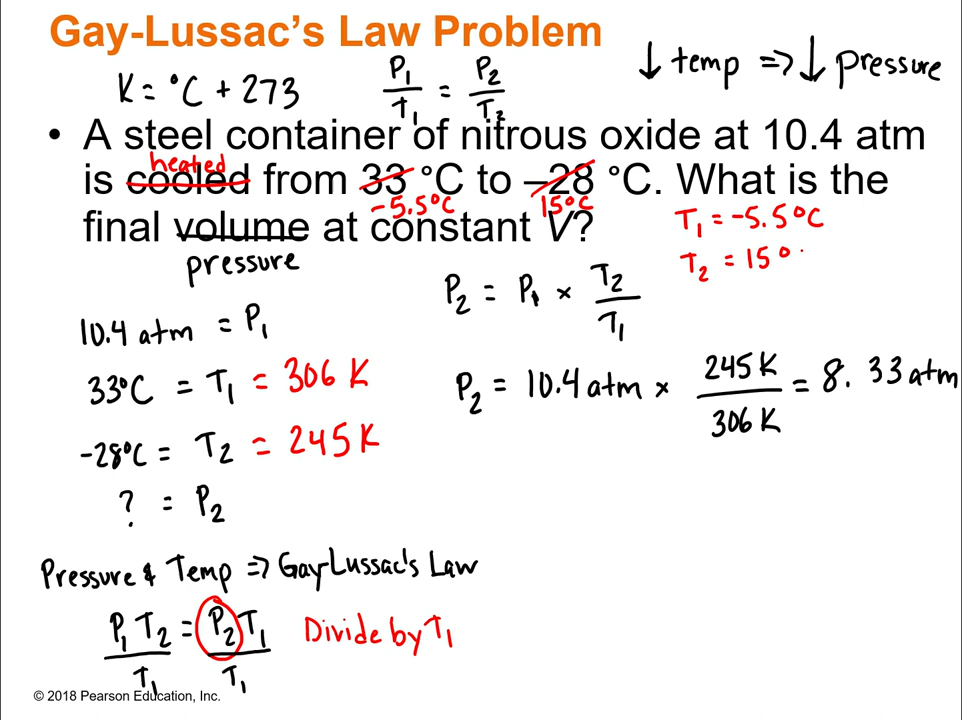 Gay-Lussac's Law Problem
↓ temp => ↓ pressure
K = °C + 273
P₁/T₁ = P₂/T₂
• A steel container of nitrous oxide at 10.4 atm
heated
is cooled from 33 °C to –28 °C. What is the
-5.5°C 15°C
final volume at constant V?
pressure
T₁ = -5.5°C
T₂ = 15°
P₂ = P₁ × T₂/T₁
10.4 atm = P₁
33°C = T₁ = 306 K
P₂ = 10.4 atm × 245 K/306 K = 8.33 atm
-28°C = T₂ = 245 K
? = P₂
Pressure & Temp => Gay-Lussac's Law
P₁T₂/T₁ = P₂T₁/T₁ Divide by T₁
© 2018 Pearson Education, Inc.